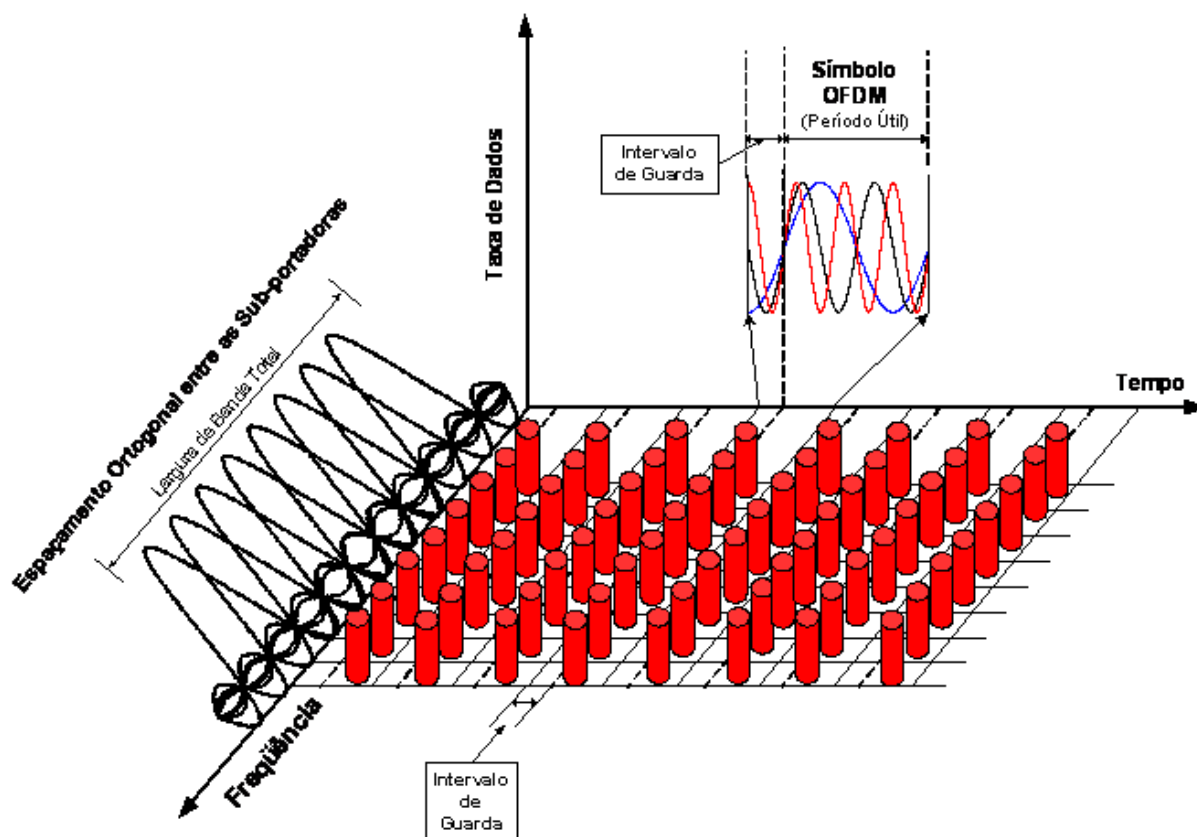 Símbolo
OFDM
(Período Útil)
Intervalo
de Guarda
Taxa de Dados
Tempo
Espaçamento Ortogonal entre as Sub-portadoras
Largura de Banda Total
Freqüência
Intervalo
de
Guarda